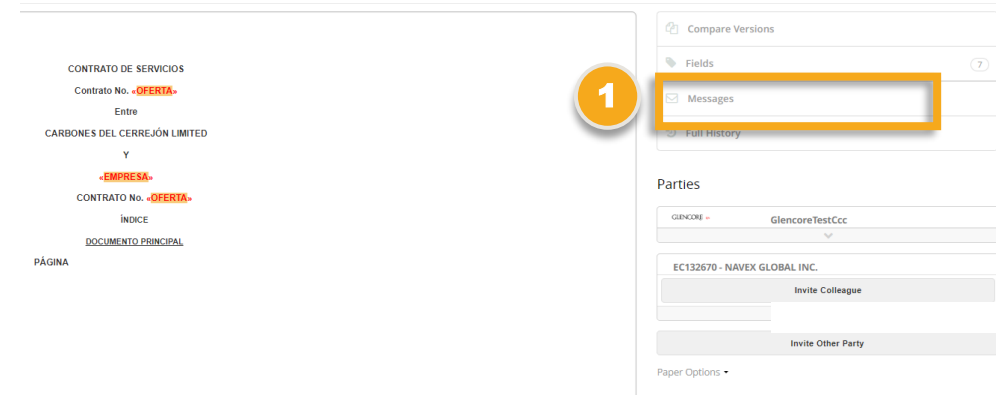 CONTRATO DE SERVICIOS
Contrato No. «OFERTA»
Entre
CARBONES DEL CERREJÓN LIMITED
Y
«EMPRESA»
CONTRATO No. «OFERTA»
ÍNDICE
DOCUMENTO PRINCIPAL
PÁGINA
1
Compare Versions
Fields
7
Messages
Full History
Parties
GLENCORE
GlencoreTestCcc
EC132670 - NAVEX GLOBAL INC.
Invite Colleague
Invite Other Party
Paper Options